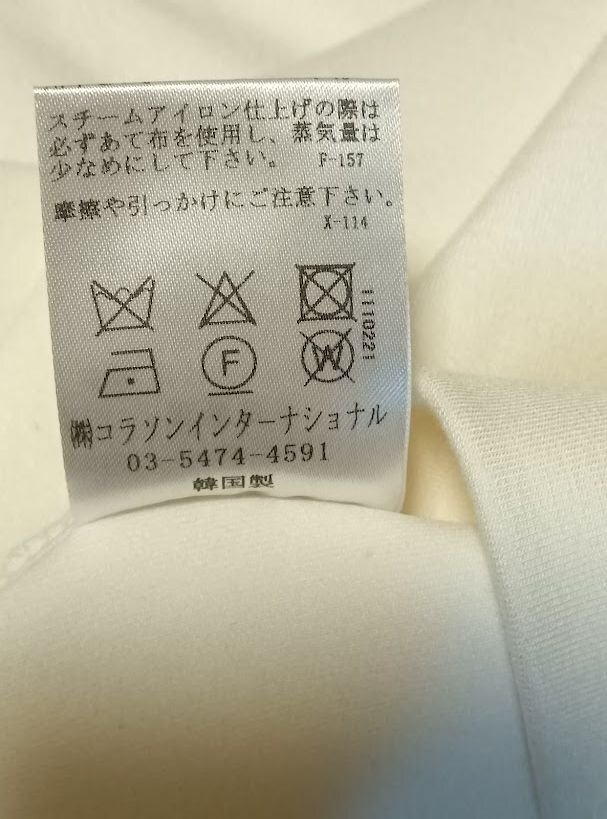 スチームアイロン仕上げの際は
必ずあて布を使用し、蒸気量は
少なめにして下さい。 F-157
摩擦や引っかけにご注意下さい。
X-114
1110221
F W
㈱コラソンインターナショナル
03-5474-4591
韓国製